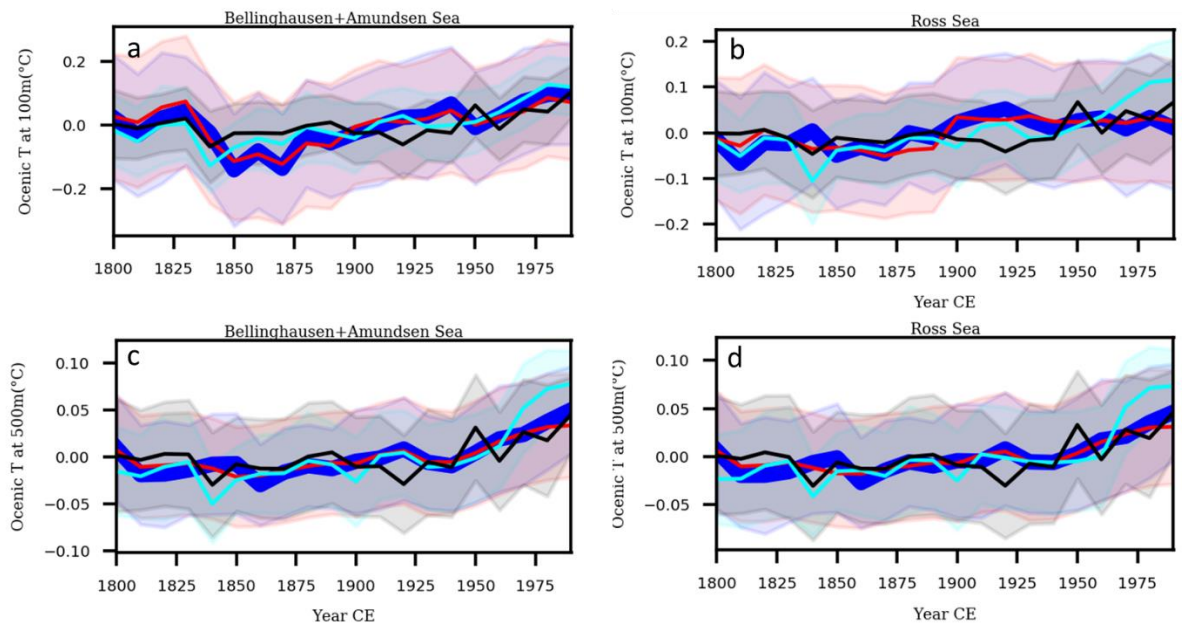 Bellinghausen+Amundsen Sea
a
Ocenic T at 100m(°C)
0.2
0.0
−0.2
1800 1825 1850 1875 1900 1925 1950 1975
Ross Sea
b
Ocenic T at 100m(°C)
0.2
0.1
0.0
−0.1
−0.2
1800 1825 1850 1875 1900 1925 1950 1975
Year CE
Bellinghausen+Amundsen Sea
c
Ocenic T at 500m(°C)
0.10
0.05
0.00
−0.05
−0.10
1800 1825 1850 1875 1900 1925 1950 1975
Year CE
Ross Sea
d
Ocenic T at 500m(°C)
0.10
0.05
0.00
−0.05
1800 1825 1850 1875 1900 1925 1950 1975
Year CE